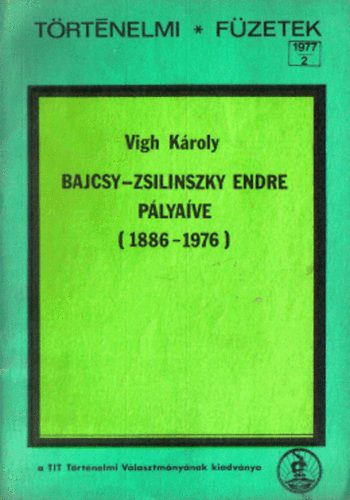 TÖRTÉNELMI * FÜZETEK
1977
2
Vigh Károly
BAJCSY-ZSILINSZKY ENDRE
PÁLYAÍVE
(1886-1976)
a TIT Történelmi Választmányának kiadványa